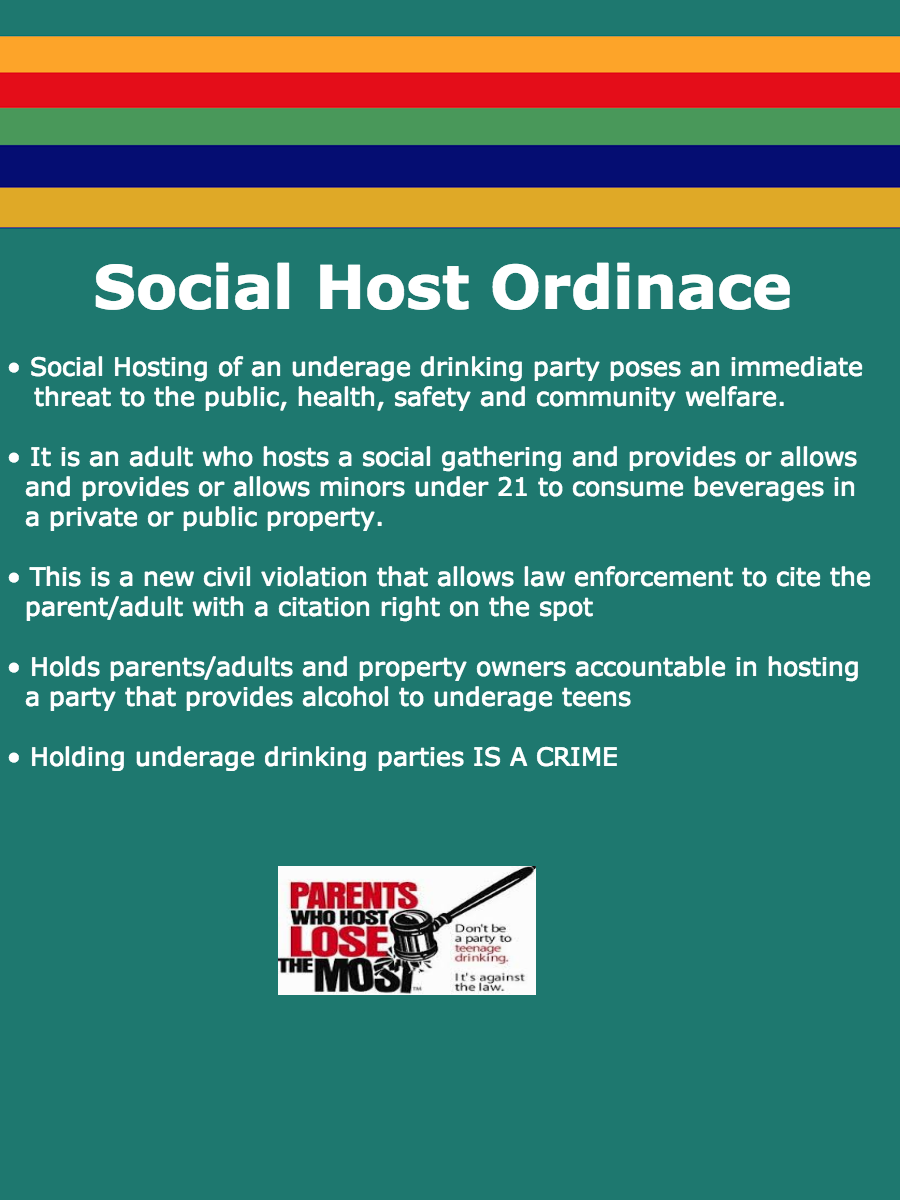 Social Host Ordinace
• Social Hosting of an underage drinking party poses an immediate
threat to the public, health, safety and community welfare.
• It is an adult who hosts a social gathering and provides or allows
and provides or allows minors under 21 to consume beverages in
a private or public property.
• This is a new civil violation that allows law enforcement to cite the
parent/adult with a citation right on the spot
• Holds parents/adults and property owners accountable in hosting
a party that provides alcohol to underage teens
• Holding underage drinking parties IS A CRIME
PARENTS
WHO HOST
LOSE
THE MOST™
Don't be
a party to
teenage
drinking.
It's against
the law.